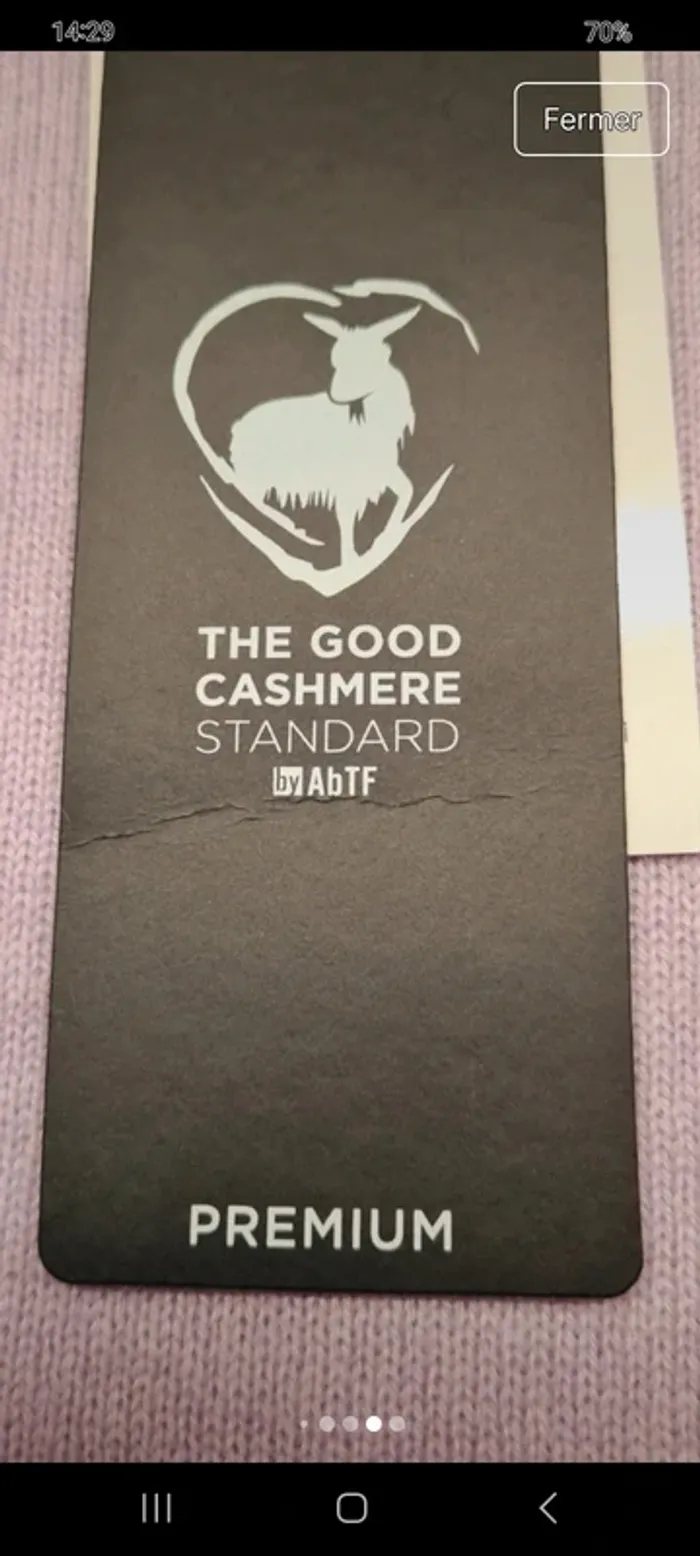 14:29
70%
Fermer
THE GOOD
CASHMERE
STANDARD
by AbTF
PREMIUM